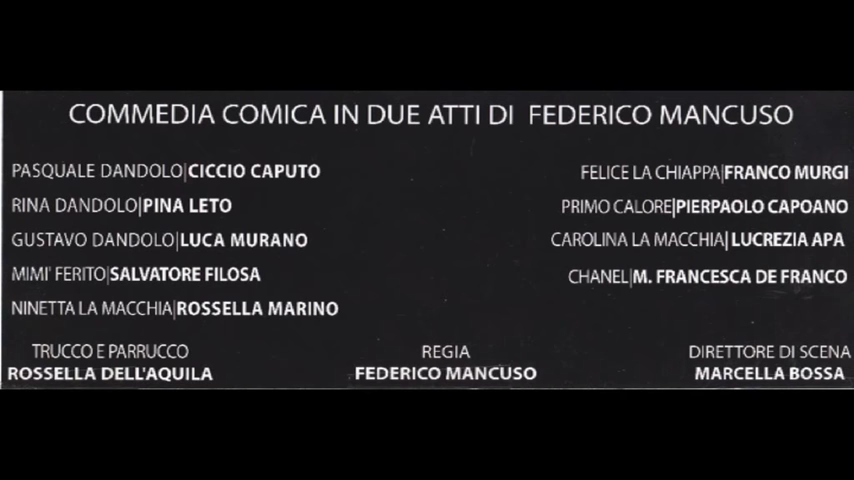 COMMEDIA COMICA IN DUE ATTI DI FEDERICO MANCUSO
PASQUALE DANDOLO|CICCIO CAPUTO
RINA DANDOLO|PINA LETO
GUSTAVO DANDOLO|LUCA MURANO
MIMI' FERITO|SALVATORE FILOSA
NINETTA LA MACCHIA|ROSSELLA MARINO
FELICE LA CHIAPPA|FRANCO MURGI
PRIMO CALORE|PIERPAOLO CAPOANO
CAROLINA LA MACCHIA| LUCREZIA APA
CHANEL|M. FRANCESCA DE FRANCO
TRUCCO E PARRUCCO
ROSSELLA DELL'AQUILA
REGIA
FEDERICO MANCUSO
DIRETTORE DI SCENA
MARCELLA BOSSA